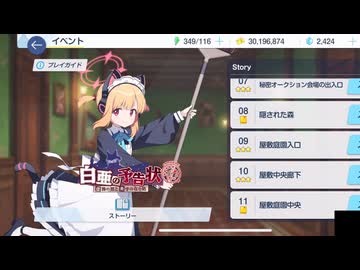 イベント
349/116
30,196,874
2,424
プレイガイド
Story
07
秘密オークション会場の出入口
08
隠された森
09
屋敷庭園入口
10
屋敷中央廊下
11
屋敷庭園中央
白亜の予告状
ストーリー